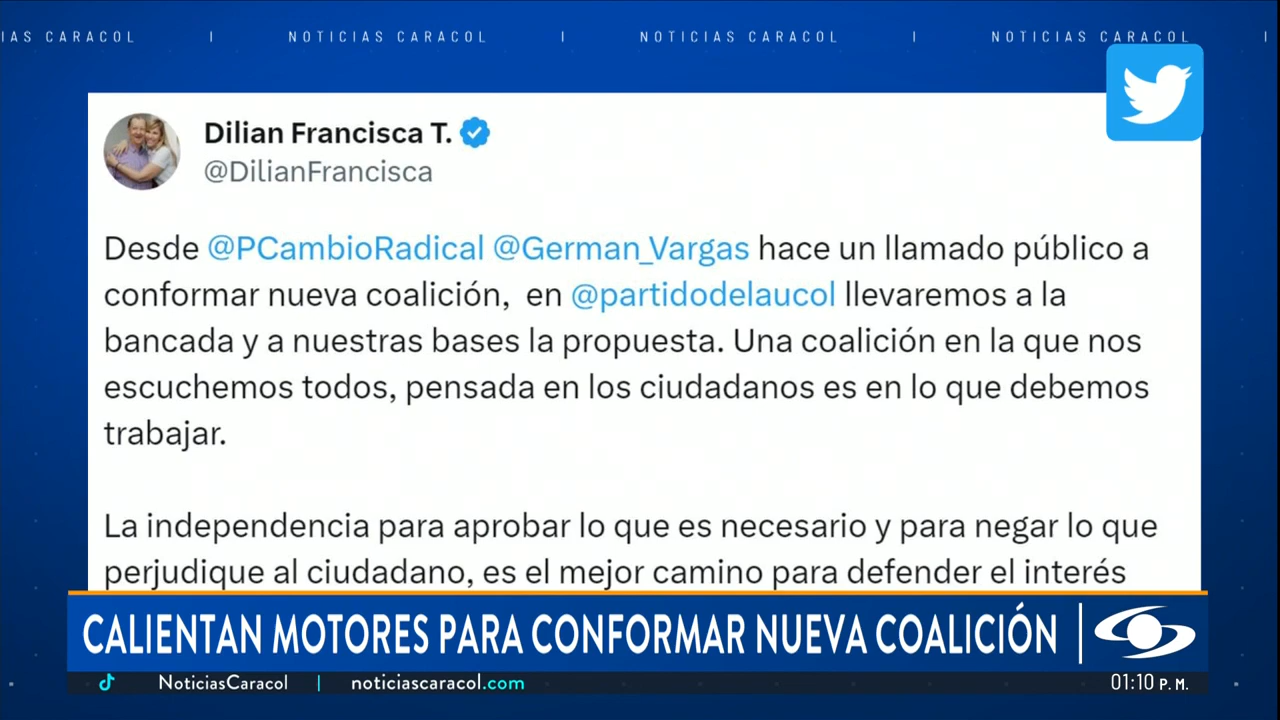 IAS CARACOL | NOTICIAS CARACOL | NOTICIAS CARACOL | NOTICIAS CARACOL |
Dilian Francisca T.
@DilianFrancisca
Desde @PCambioRadical @German_Vargas hace un llamado público a
conformar nueva coalición,  en @partidodelaucol llevaremos a la
bancada y a nuestras bases la propuesta. Una coalición en la que nos
escuchemos todos, pensada en los ciudadanos es en lo que debemos
trabajar.
La independencia para aprobar lo que es necesario y para negar lo que
perjudique al ciudadano, es el mejor camino para defender el interés
CALIENTAN MOTORES PARA CONFORMAR NUEVA COALICIÓN
NoticiasCaracol | noticiascaracol.com 01:10 P. M.